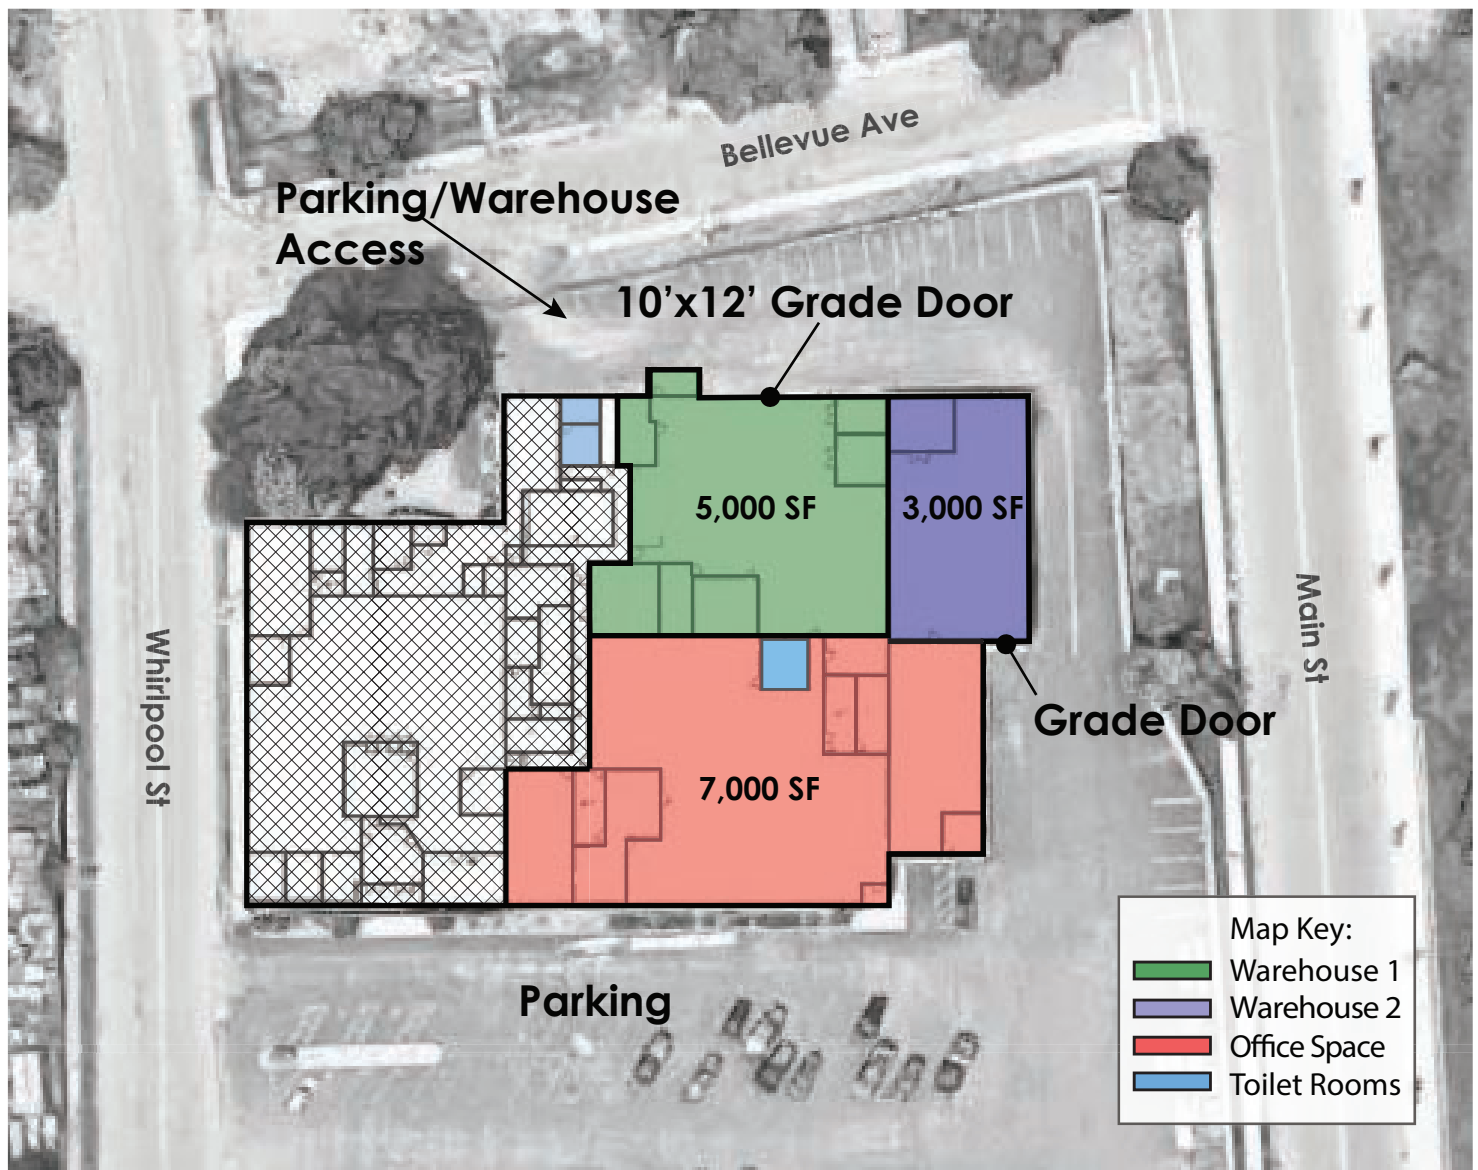 Bellevue Ave
Parking/Warehouse
Access
10’x12’ Grade Door
5,000 SF
3,000 SF
Whirlpool St
Main St
Grade Door
7,000 SF
Parking
Map Key:
Warehouse 1
Warehouse 2
Office Space
Toilet Rooms